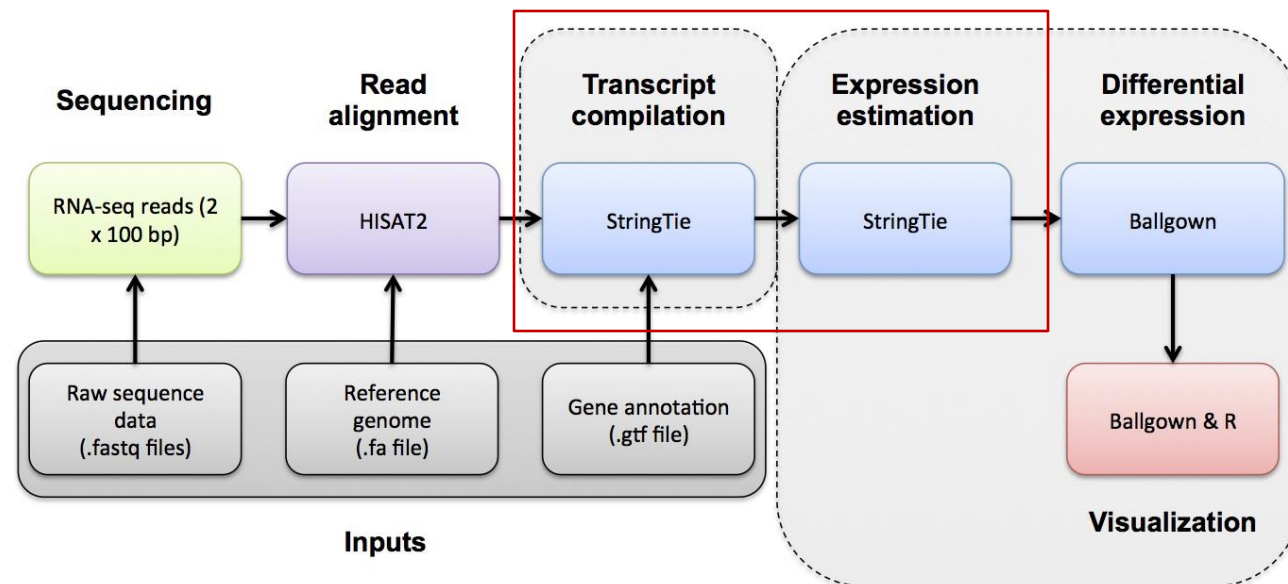 Sequencing
Read
alignment
Transcript
compilation
Expression
estimation
Differential
expression
RNA-seq reads (2
x 100 bp)
HISAT2
StringTie
StringTie
Ballgown
Raw sequence
data
(.fastq files)
Reference
genome
(.fa file)
Gene annotation
(.gtf file)
Ballgown & R
Inputs
Visualization